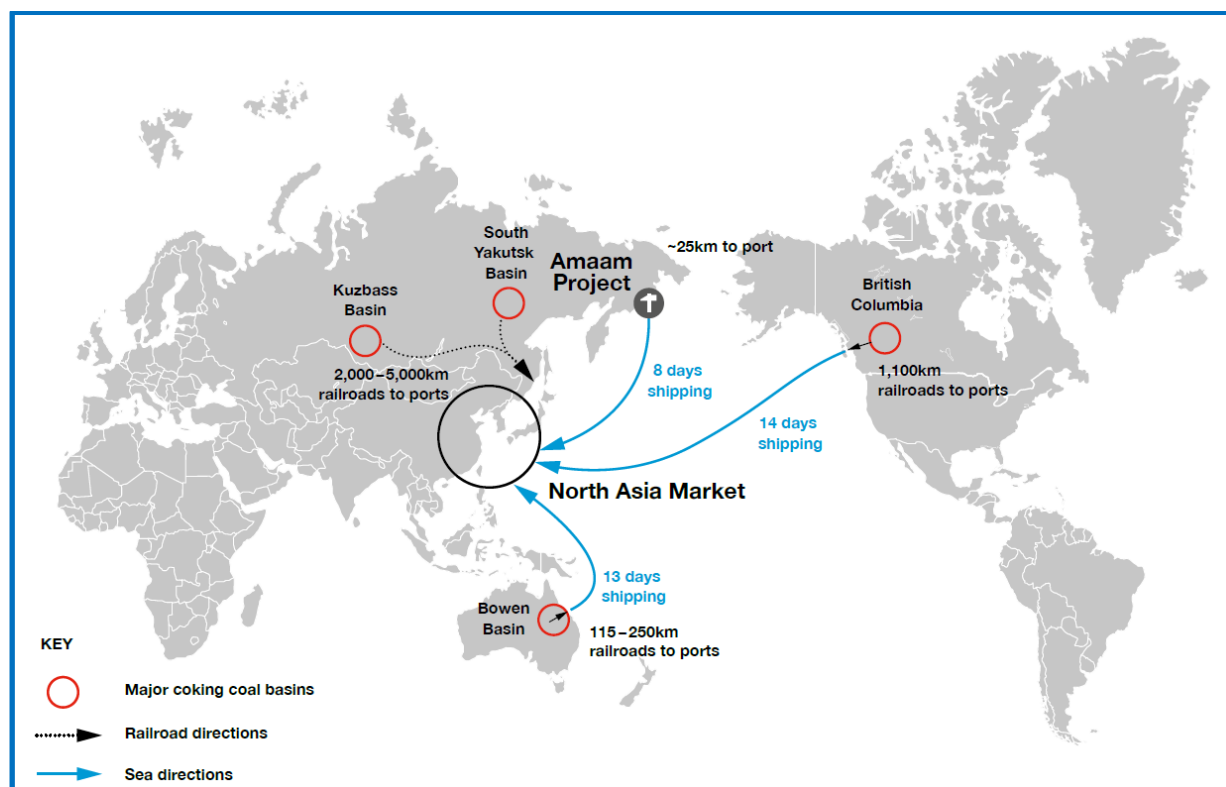 ~25km to port
South
Yakutsk
Basin
Amaam
Project
Kuzbass
Basin
British
Columbia
2,000–5,000km
railroads to ports
8 days
shipping
1,100km
railroads to ports
14 days
shipping
North Asia Market
13 days
shipping
Bowen
Basin
115–250km
railroads to ports
KEY
Major coking coal basins
Railroad directions
Sea directions